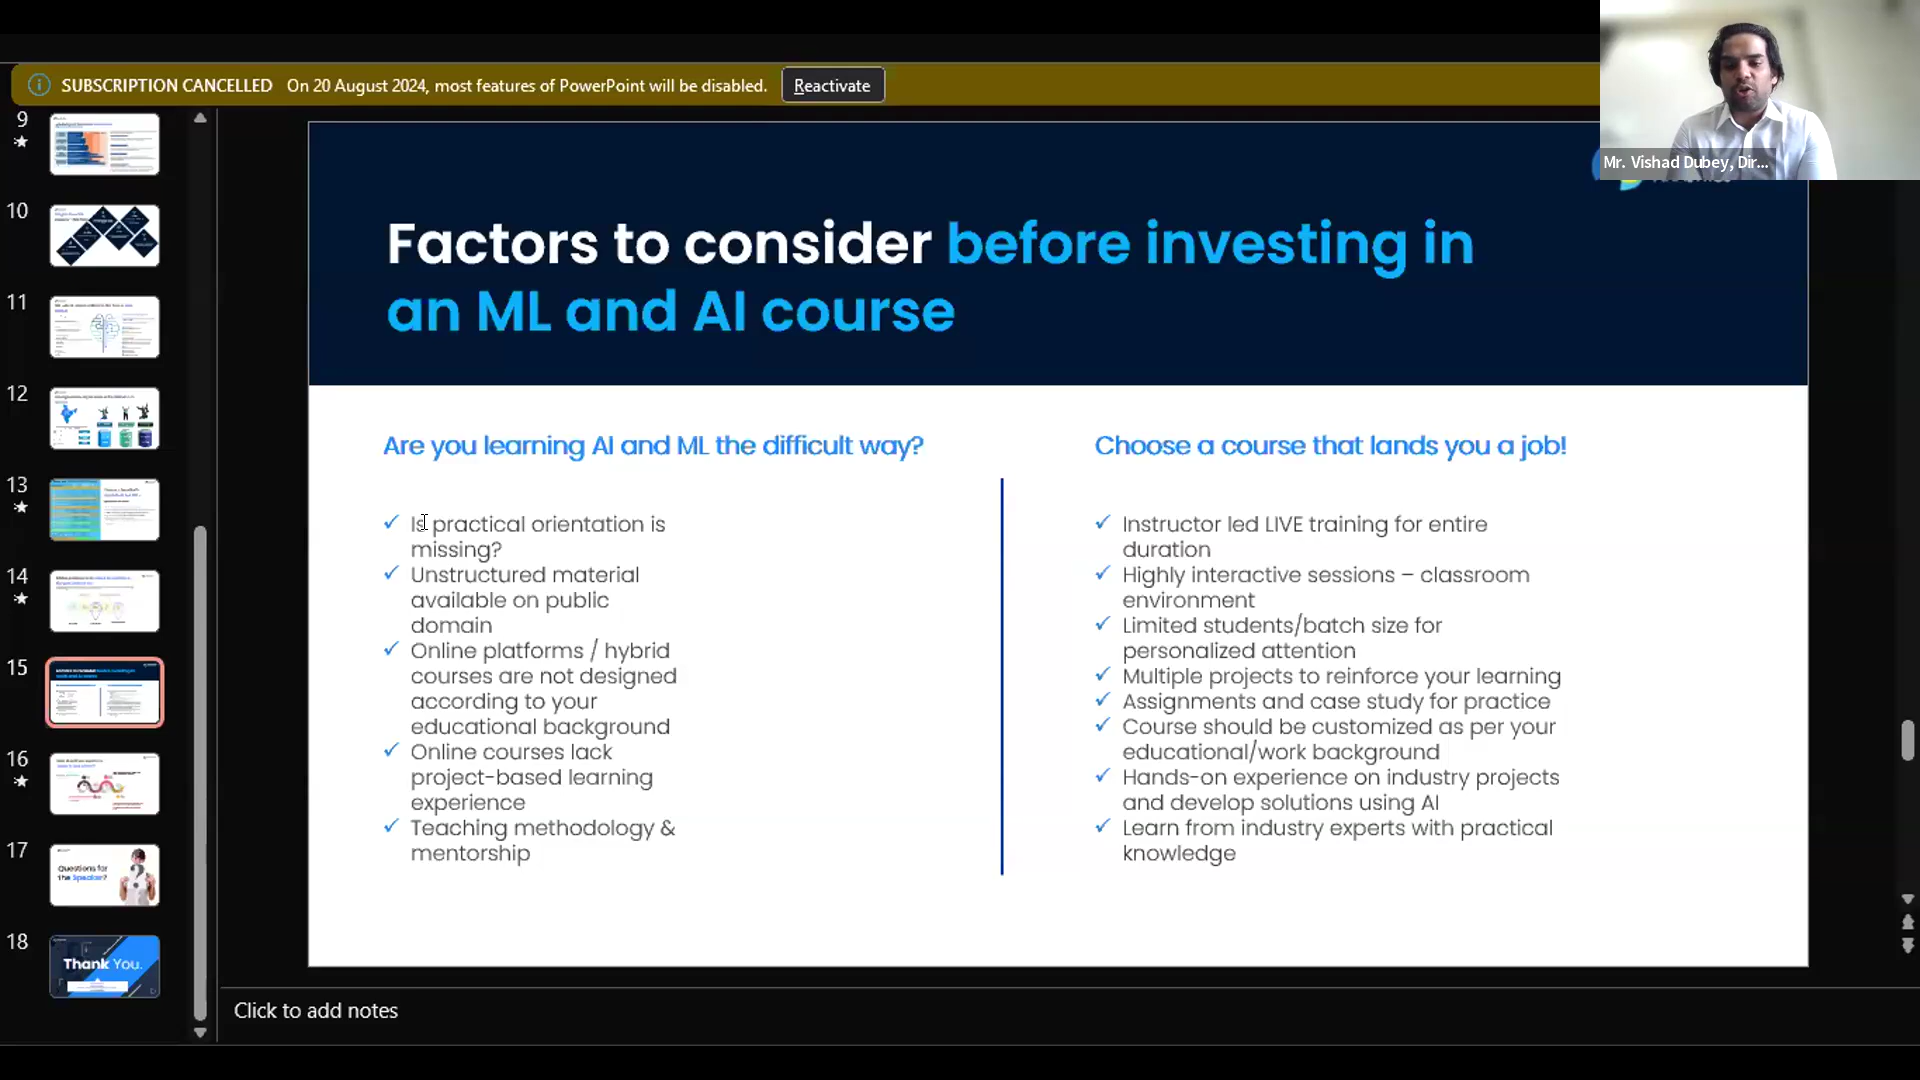 SUBSCRIPTION CANCELLED On 20 August 2024, most features of PowerPoint will be disabled. Reactivate
Mr. Vishad Dubey, Dir...
9
10
11
12
13
14
15
16
17
Questions for
the Speaker?
18
Thank You.
Factors to consider before investing in
an ML and AI course
Are you learning AI and ML the difficult way?
Is practical orientation is
missing?
Unstructured material
available on public
domain
Online platforms / hybrid
courses are not designed
according to your
educational background
Online courses lack
project-based learning
experience
Teaching methodology &
mentorship
Choose a course that lands you a job!
Instructor led LIVE training for entire
duration
Highly interactive sessions – classroom
environment
Limited students/batch size for
personalized attention
Multiple projects to reinforce your learning
Assignments and case study for practice
Course should be customized as per your
educational/work background
Hands-on experience on industry projects
and develop solutions using AI
Learn from industry experts with practical
knowledge
Click to add notes